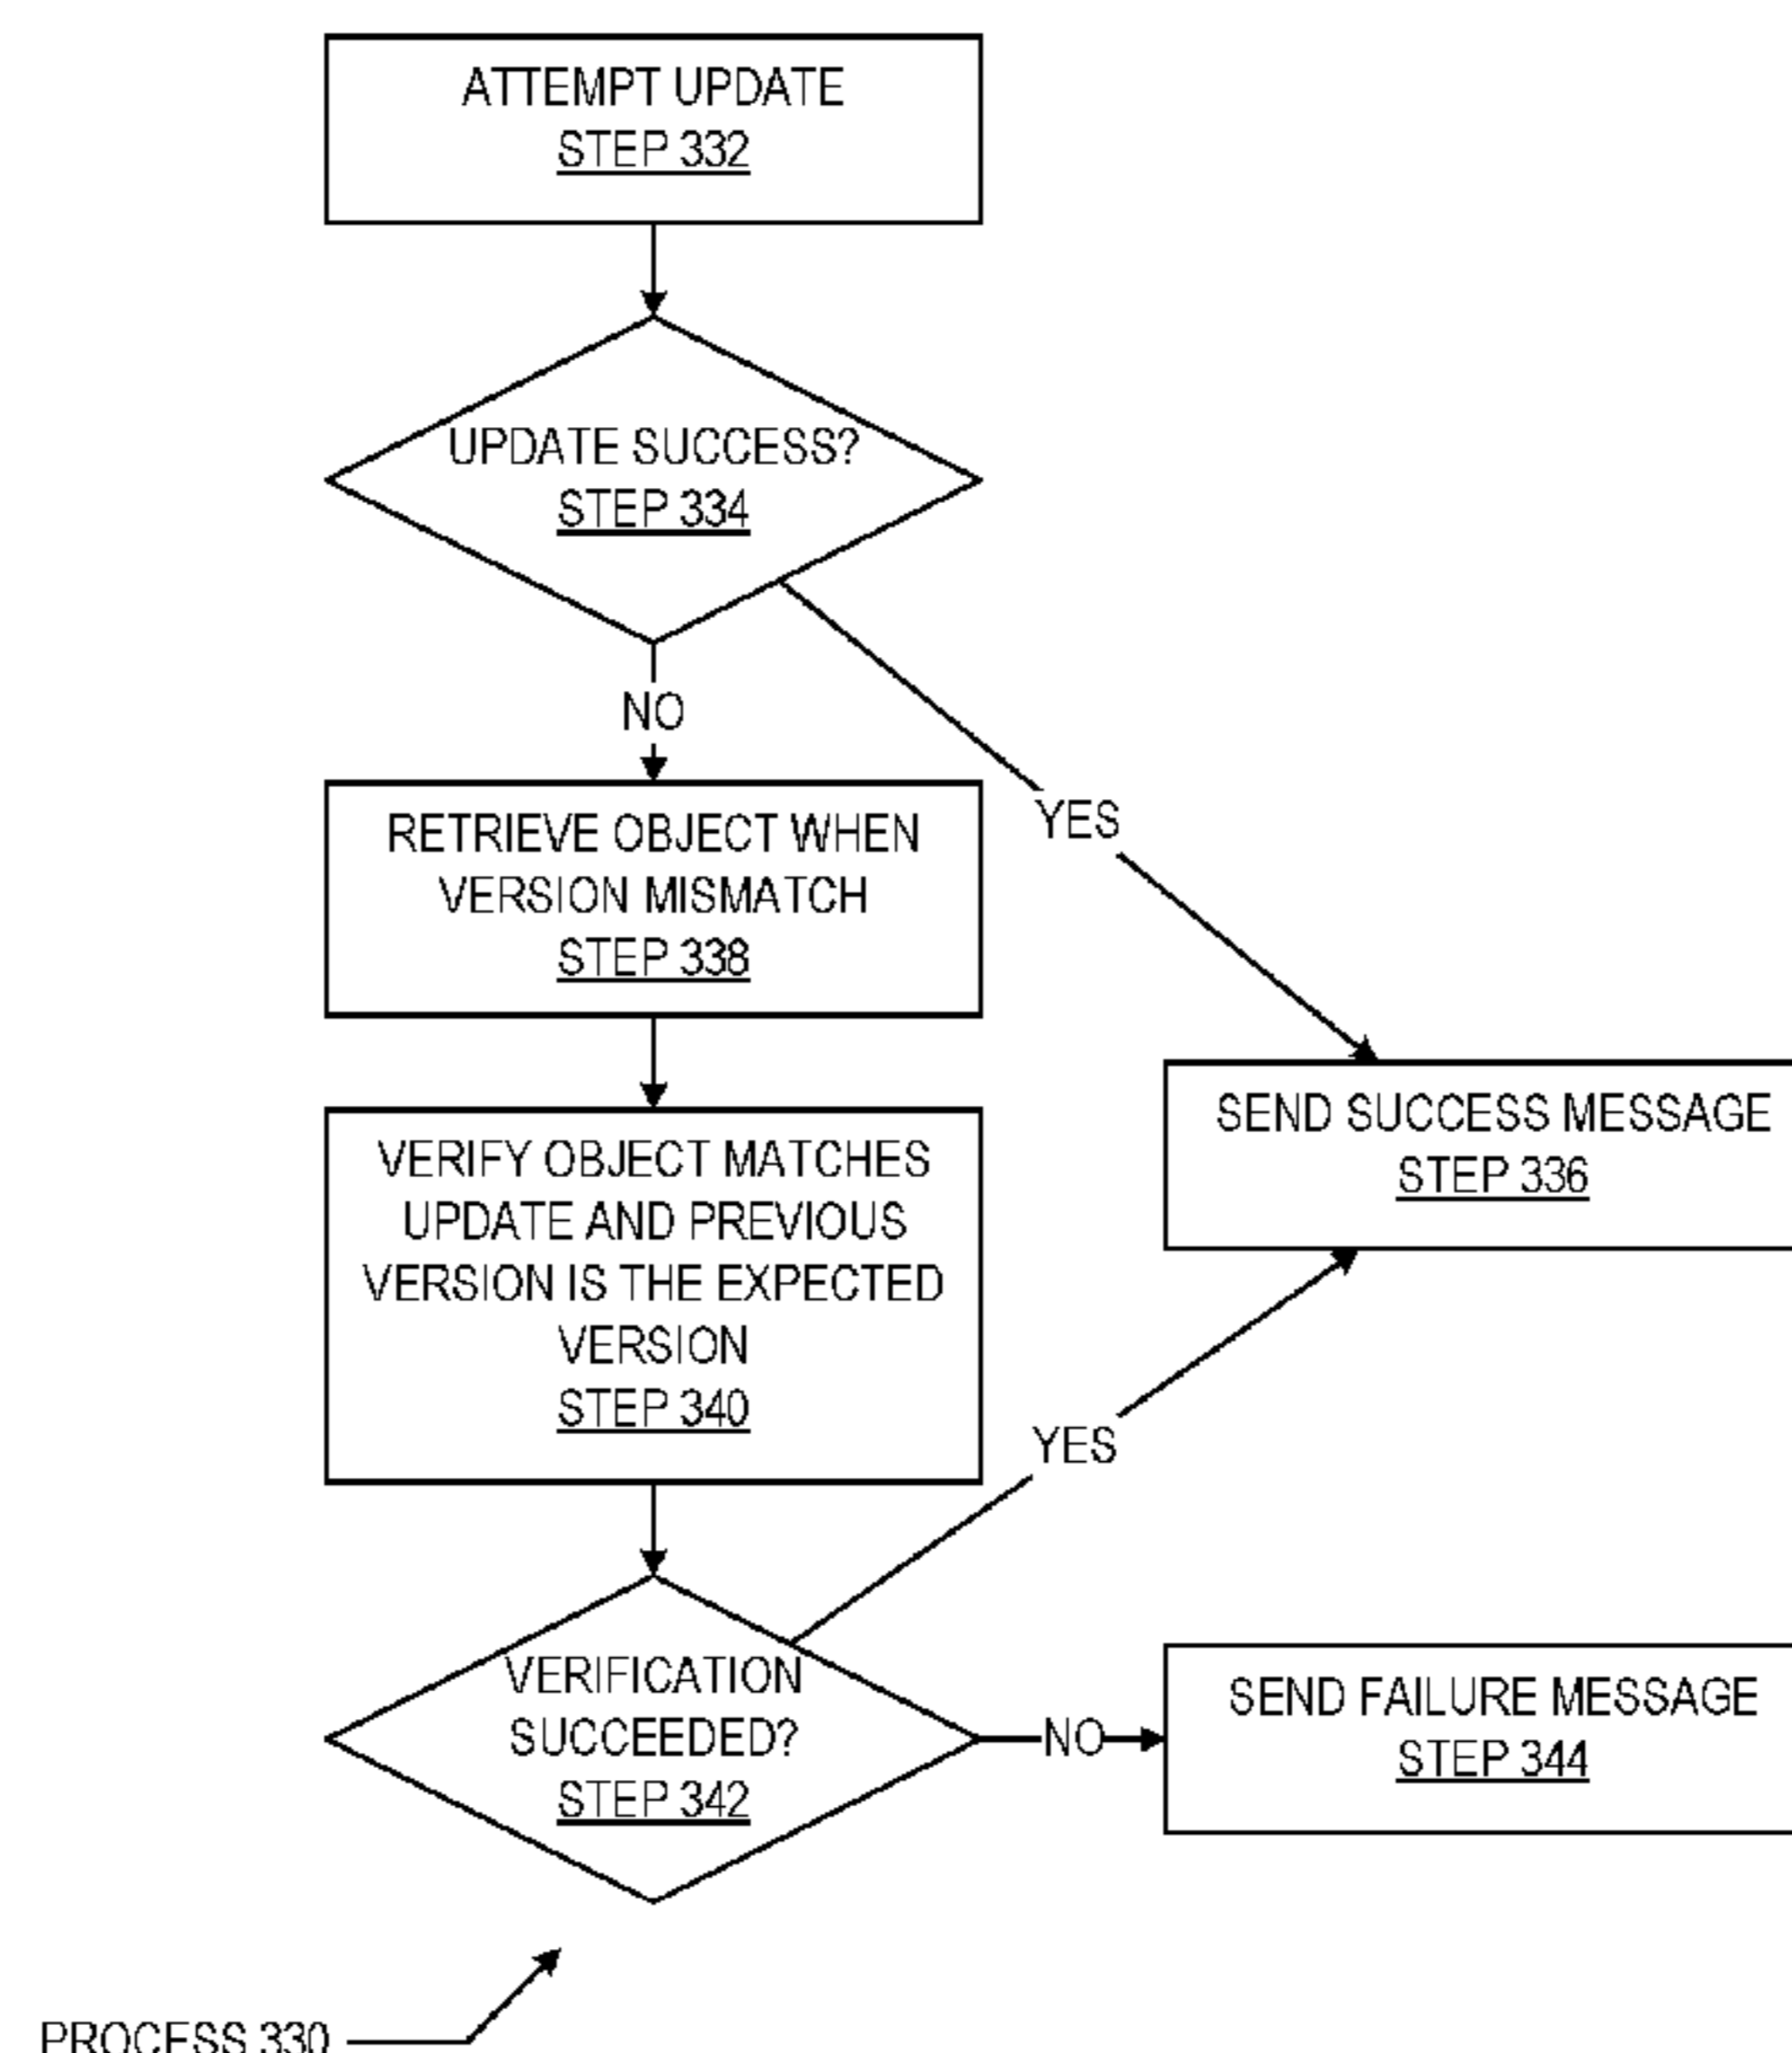 ATTEMPT UPDATE
STEP 332
UPDATE SUCCESS?
STEP 334
NO
YES
RETRIEVE OBJECT WHEN
VERSION MISMATCH
STEP 338
SEND SUCCESS MESSAGE
STEP 336
VERIFY OBJECT MATCHES
UPDATE AND PREVIOUS
VERSION IS THE EXPECTED
VERSION
STEP 340
YES
VERIFICATION
SUCCEEDED?
STEP 342
NO
SEND FAILURE MESSAGE
STEP 344
PROCESS 330